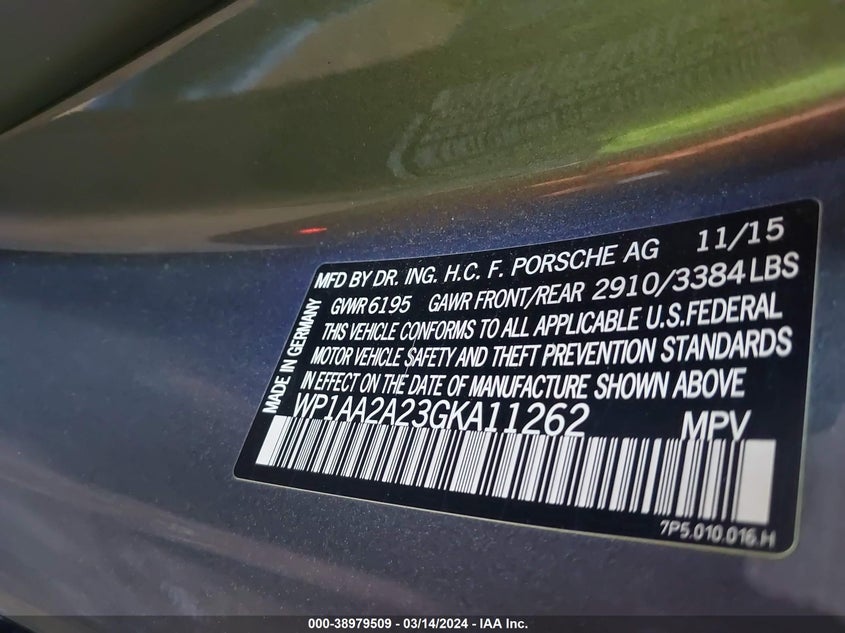 MFD BY DR. ING. H.C. F. PORSCHE AG 11/15
GWR 6195 GAWR FRONT/REAR 2910/3384 LBS
THIS VEHICLE CONFORMS TO ALL APPLICABLE U.S.FEDERAL
MOTOR VEHICLE SAFETY AND THEFT PREVENTION STANDARDS
IN EFFECT ON THE DATE OF MANUFACTURE SHOWN ABOVE
WP1AA2A23GKA11262 MPV
MADE IN GERMANY
7P5.010.016.H
000-38979509 - 03/14/2024 - IAA Inc.